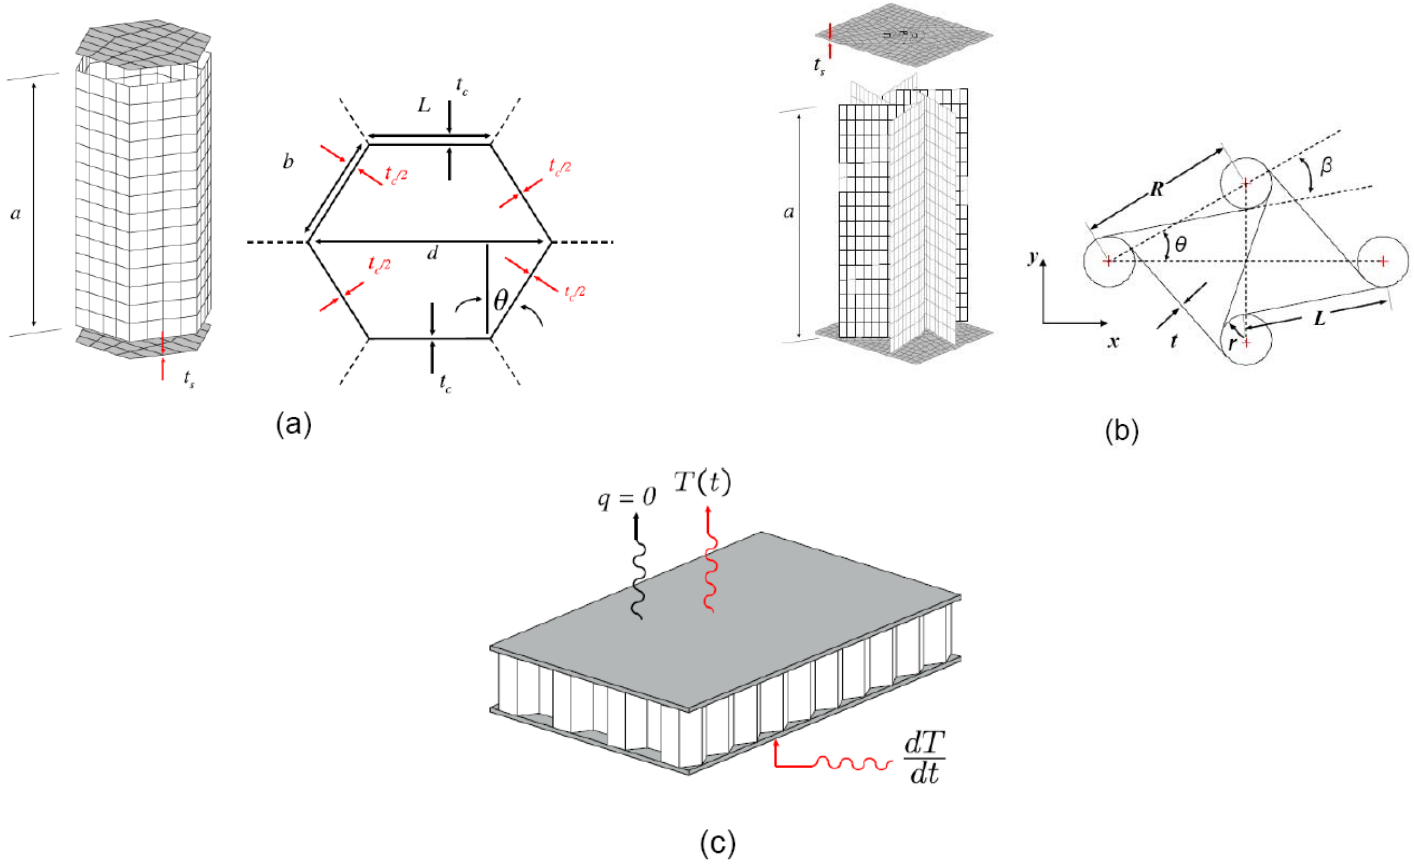 a
t_s
t_c
L
b
t_c/2
t_c/2
d
t_c/2
θ
t_c/2
t_c
(a)
t_s
a
R
β
θ
y
x
t
r
L
(b)
q = 0
T(t)
dT
dt
(c)